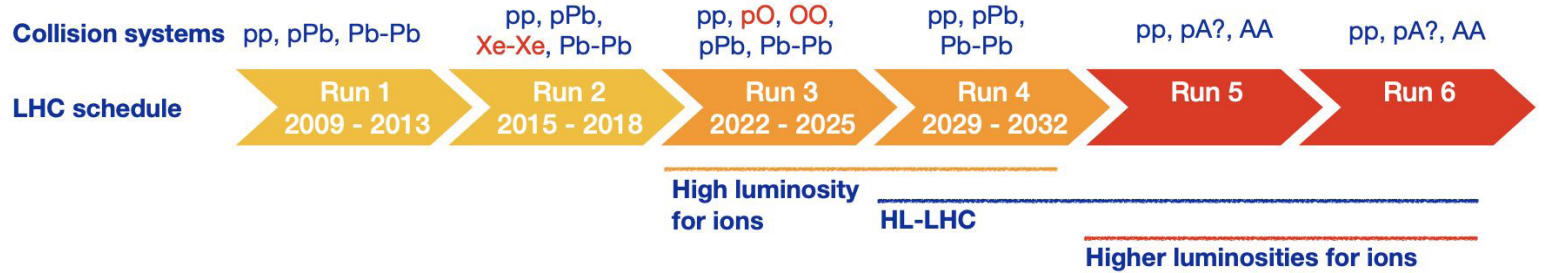 Collision systems
pp, pPb, Pb-Pb
pp, pPb,
Xe-Xe, Pb-Pb
pp, pO, OO,
pPb, Pb-Pb
pp, pPb,
Pb-Pb
pp, pA?, AA
pp, pA?, AA
LHC schedule
Run 1
2009 - 2013
Run 2
2015 - 2018
Run 3
2022 - 2025
Run 4
2029 - 2032
Run 5
Run 6
High luminosity
for ions
HL-LHC
Higher luminosities for ions